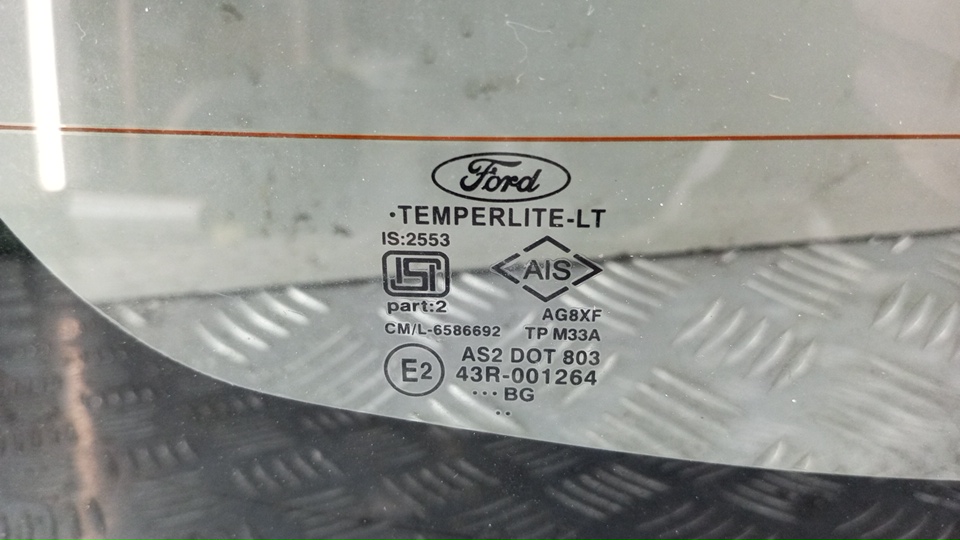 Ford
·TEMPERLITE-LT
IS:2553
ISI
AIS
part:2
AG8XF
CM/L-6586692 TP M33A
E2
AS2 DOT 803
43R-001264
··· BG
··